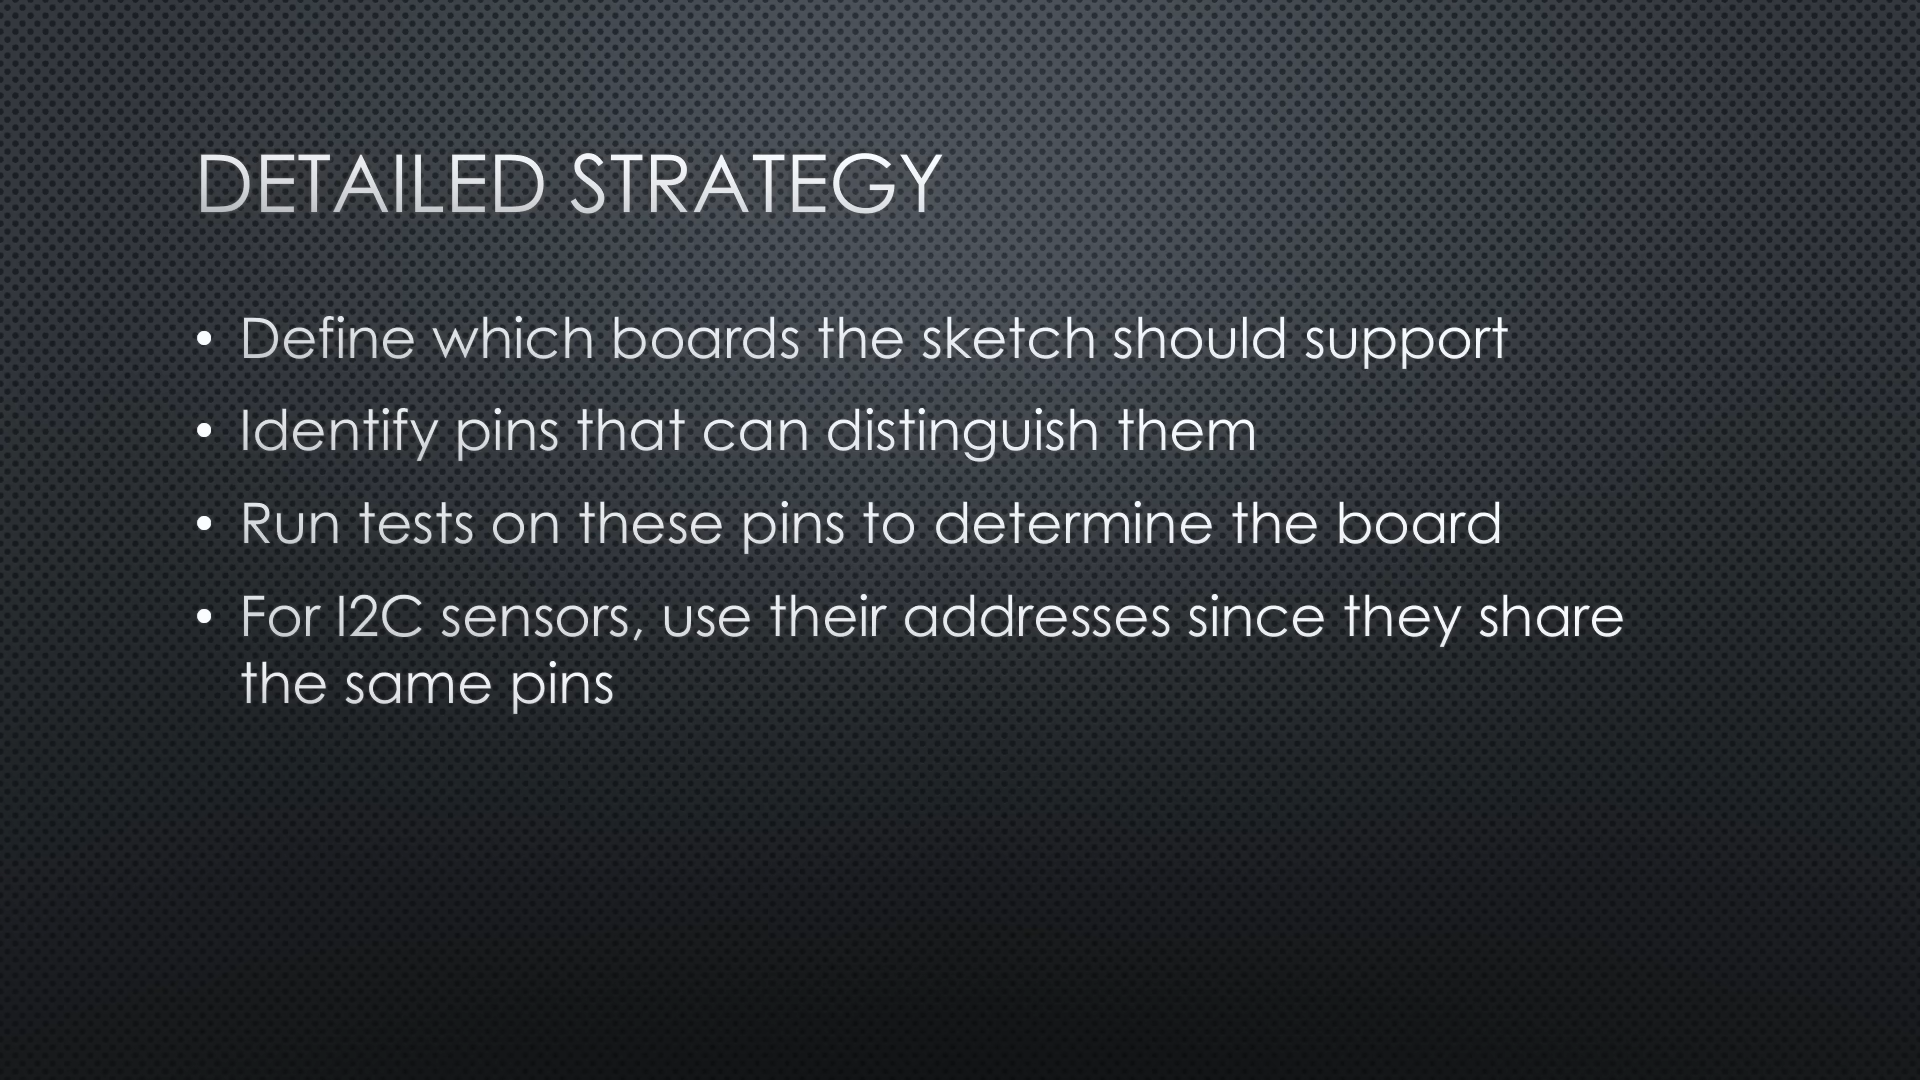 DETAILED STRATEGY
• Define which boards the sketch should support
• Identify pins that can distinguish them
• Run tests on these pins to determine the board
• For I2C sensors, use their addresses since they share
the same pins